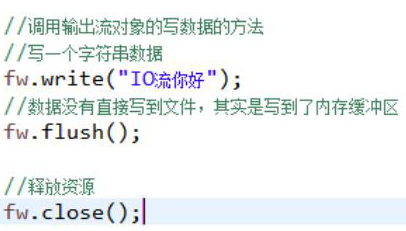 //调用输出流对象的写数据的方法
//写一个字符串数据
fw.write("IO流你好");
//数据没有直接写到文件，其实是写到了内存缓冲区
fw.flush();
//释放资源
fw.close();